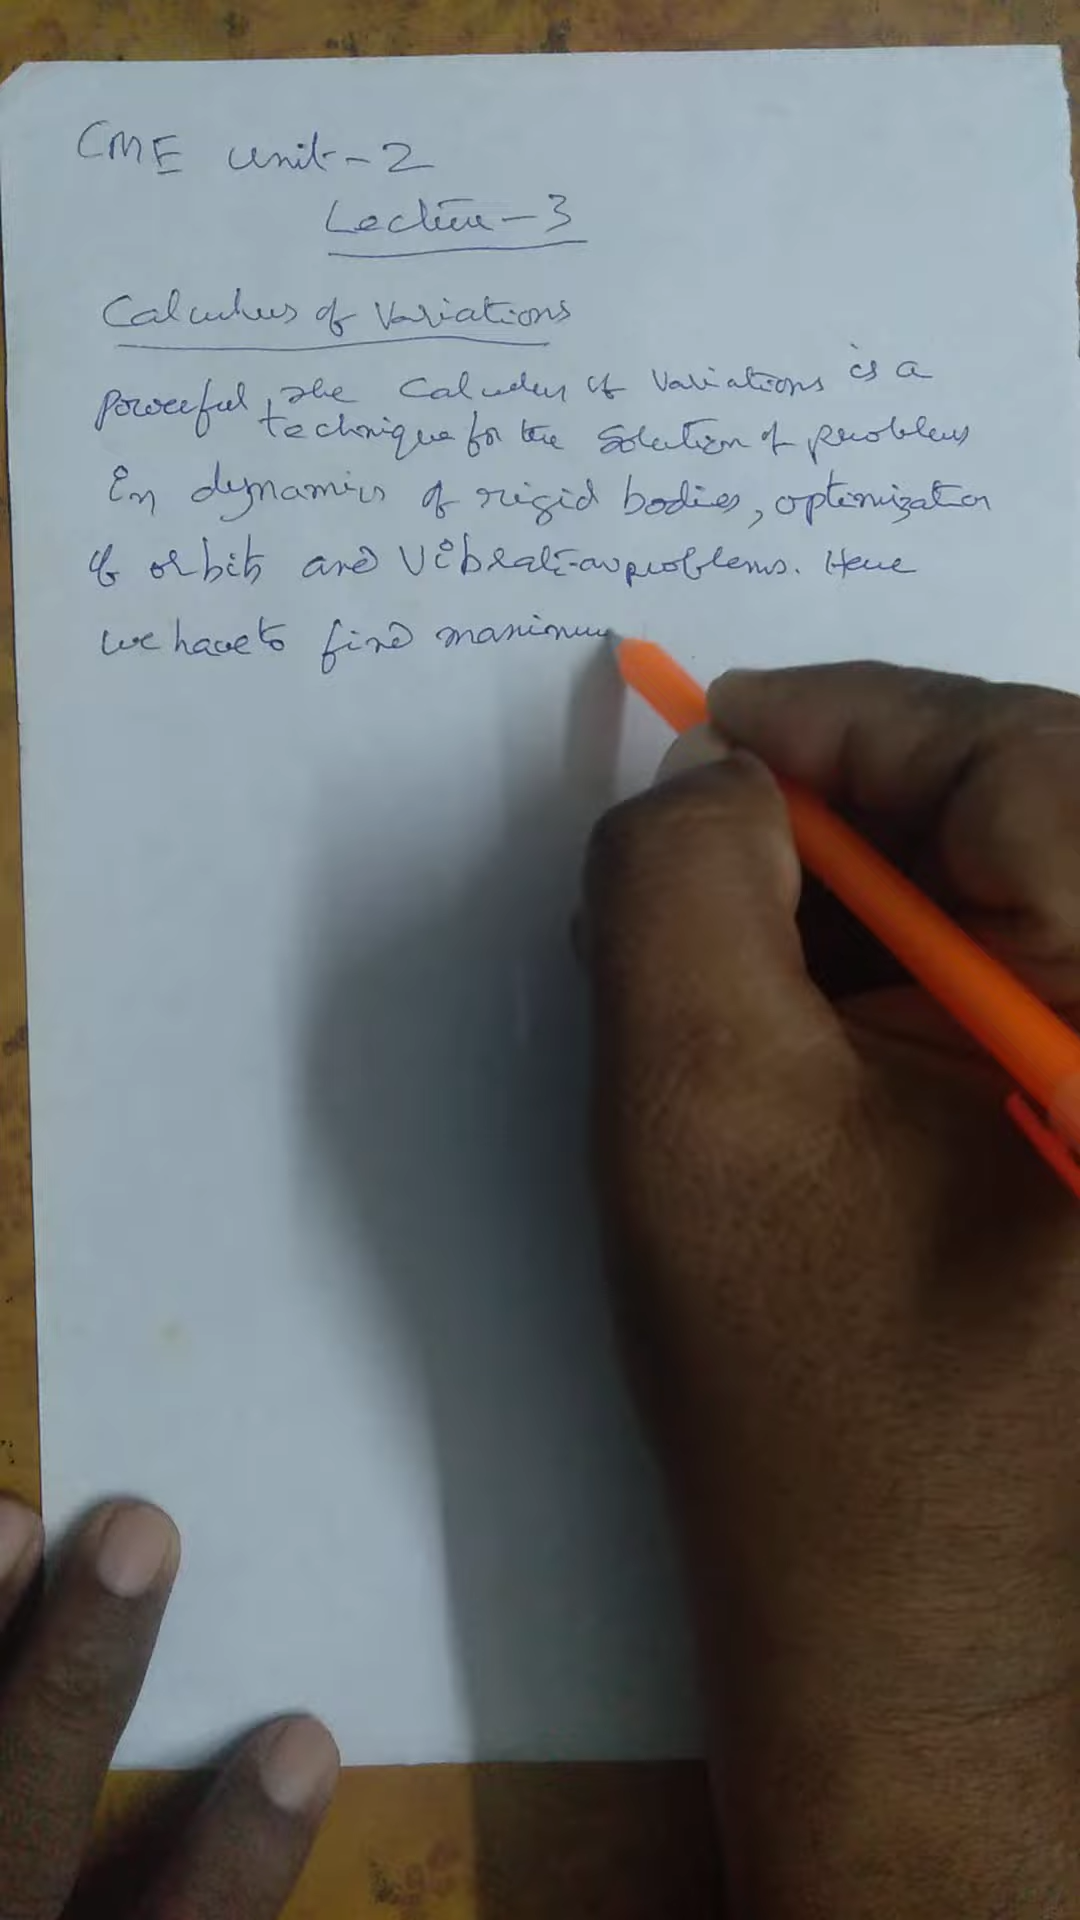 CME unit-2
Lecture-3
Calculus of Variations
The Calculus of Variations is a
powerful technique for the solution of problems
in dynamics of rigid bodies, optimization
of orbits and Vibration problems. Here
we have to find maximum